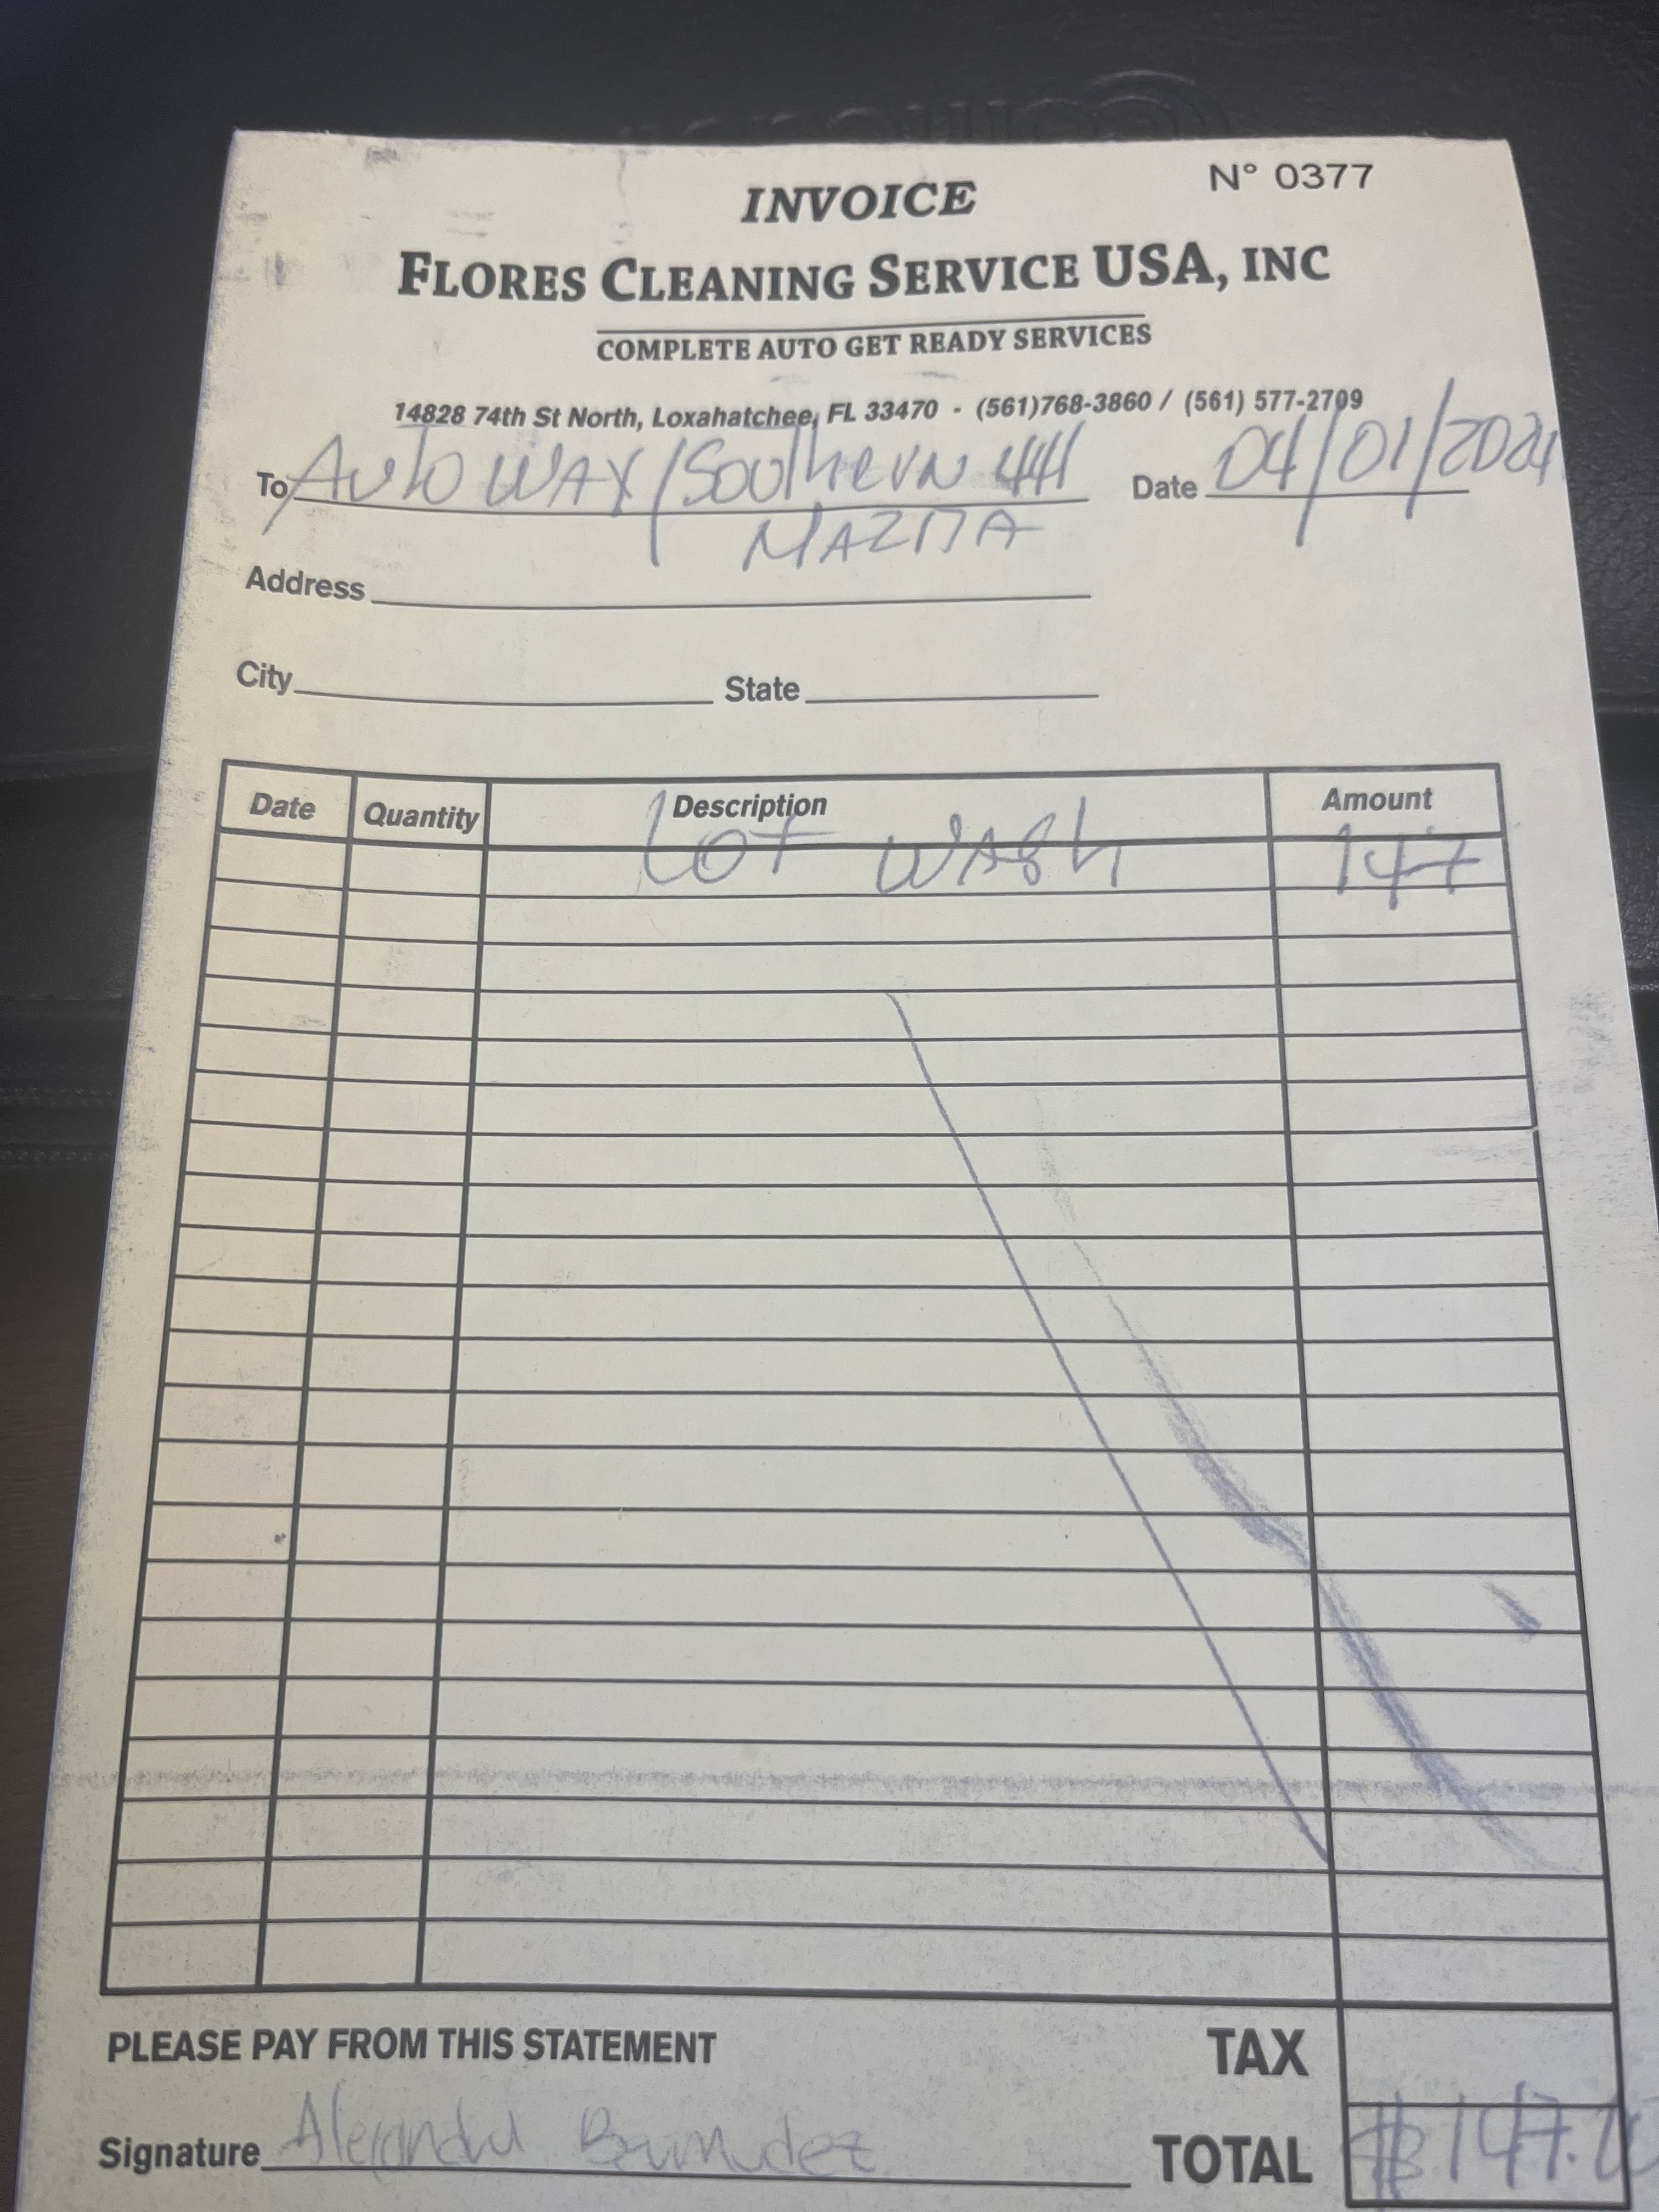 INVOICE
N° 0377
FLORES CLEANING SERVICE USA, INC
COMPLETE AUTO GET READY SERVICES
14828 74th St North, Loxahatchee, FL 33470 - (561)768-3860 / (561) 577-2709
To Auto WAX/Southern 441 Date 04/01/2024
MAZDA
Address
City State
Date Quantity Description Amount
Lot WASH 147
PLEASE PAY FROM THIS STATEMENT TAX
Signature Bermudez TOTAL $147.